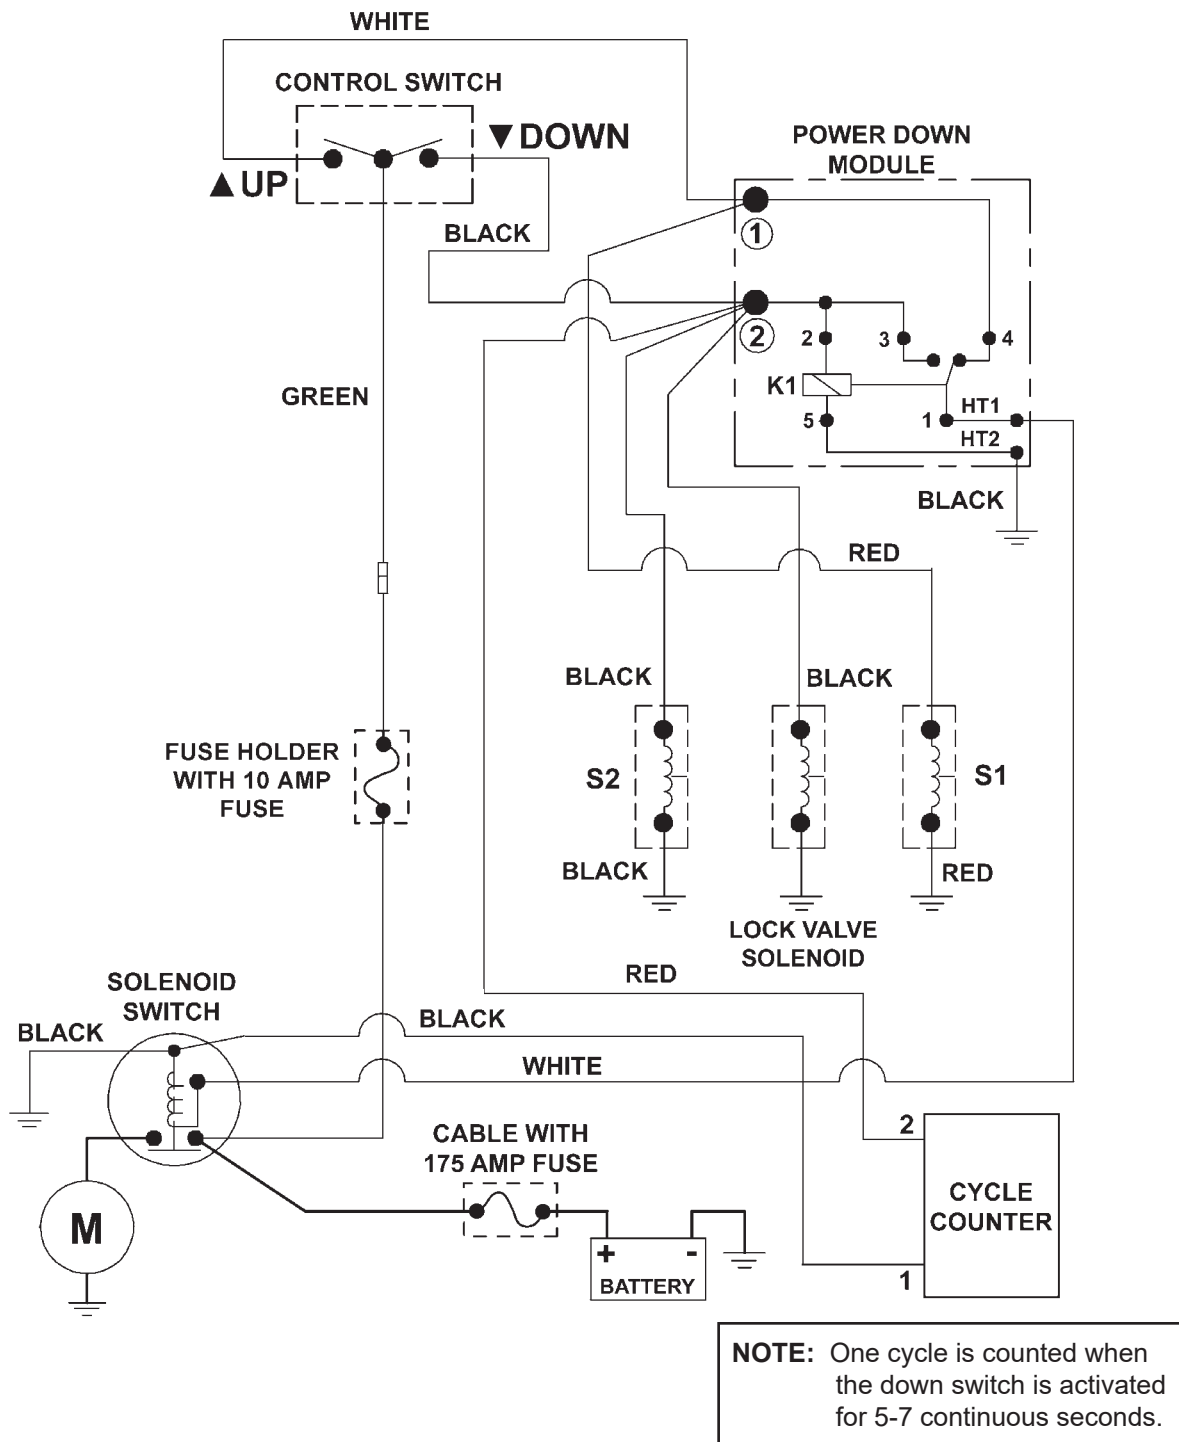 WHITE
CONTROL SWITCH
▼DOWN
▲UP
POWER DOWN
MODULE
BLACK
1
2
2
3
4
K1
5
1
HT1
HT2
BLACK
GREEN
RED
BLACK
BLACK
FUSE HOLDER
WITH 10 AMP
FUSE
S2
S1
BLACK
RED
LOCK VALVE
SOLENOID
RED
SOLENOID
SWITCH
BLACK
BLACK
WHITE
CABLE WITH
175 AMP FUSE
2
CYCLE
COUNTER
1
M
+ -
BATTERY
NOTE: One cycle is counted when
the down switch is activated
for 5-7 continuous seconds.